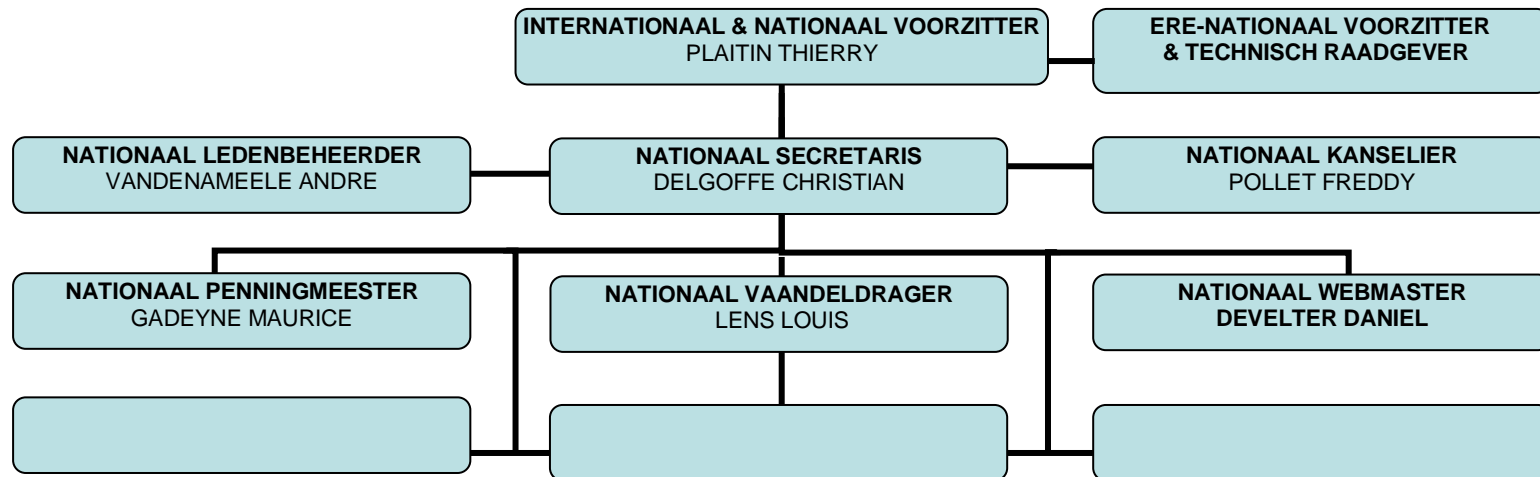 INTERNATIONAAL & NATIONAAL VOORZITTER
PLAITIN THIERRY
ERE-NATIONAAL VOORZITTER
& TECHNISCH RAADGEVER
NATIONAAL LEDENBEHEERDER
VANDENAMEELE ANDRE
NATIONAAL SECRETARIS
DELGOFFE CHRISTIAN
NATIONAAL KANSELIER
POLLET FREDDY
NATIONAAL PENNINGMEESTER
GADEYNE MAURICE
NATIONAAL VAANDELDRAGER
LENS LOUIS
NATIONAAL WEBMASTER
DEVELTER DANIEL